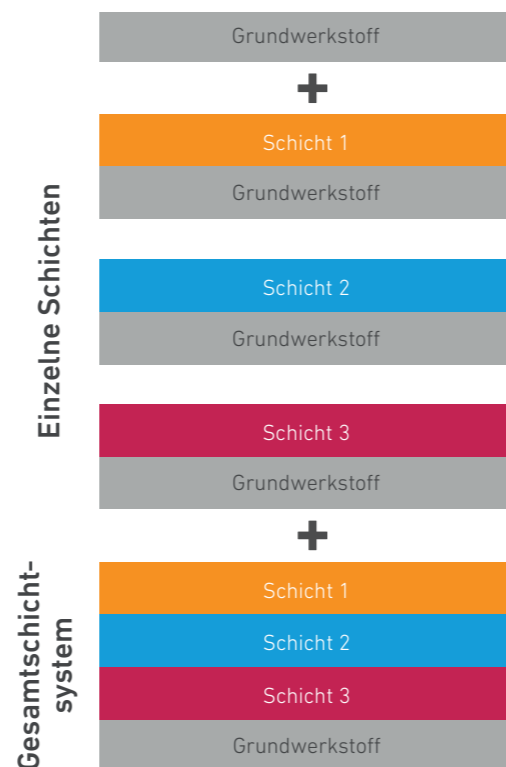 Grundwerkstoff
+
Einzelne Schichten
Schicht 1
Grundwerkstoff
Schicht 2
Grundwerkstoff
Schicht 3
Grundwerkstoff
+
Gesamtschicht-
system
Schicht 1
Schicht 2
Schicht 3
Grundwerkstoff